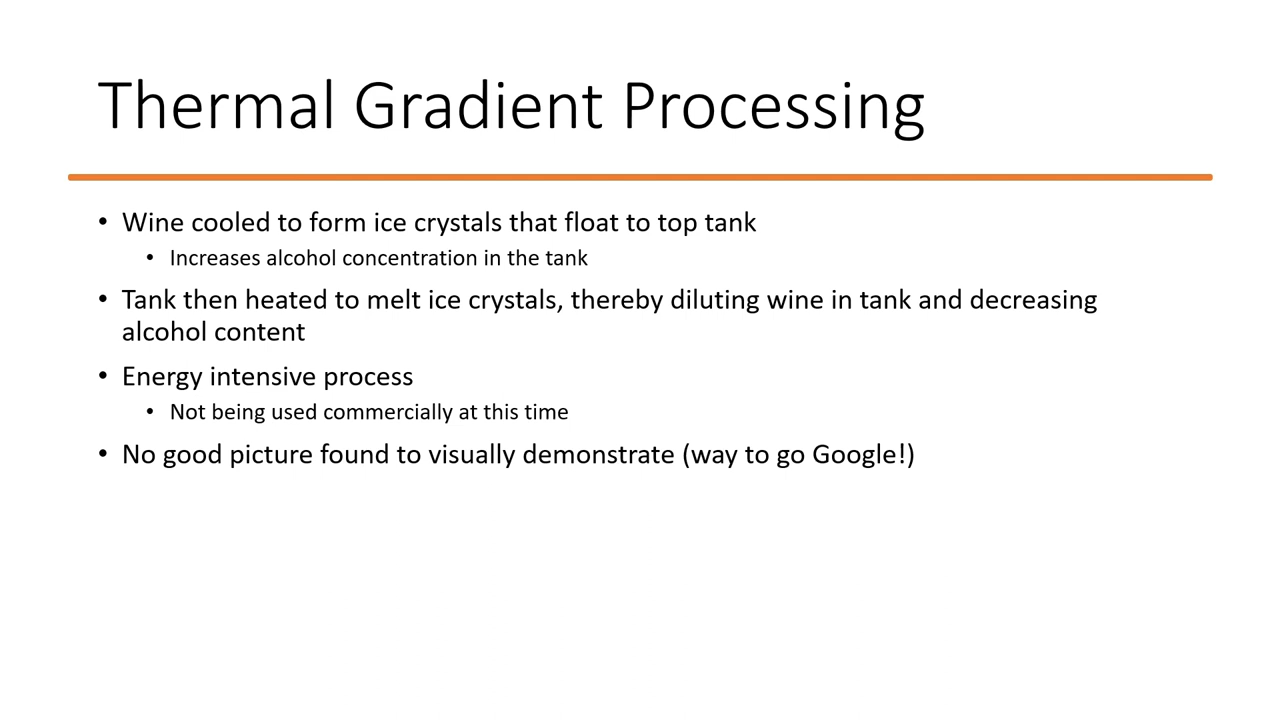 Thermal Gradient Processing
• Wine cooled to form ice crystals that float to top tank
• Increases alcohol concentration in the tank
• Tank then heated to melt ice crystals, thereby diluting wine in tank and decreasing
alcohol content
• Energy intensive process
• Not being used commercially at this time
• No good picture found to visually demonstrate (way to go Google!)